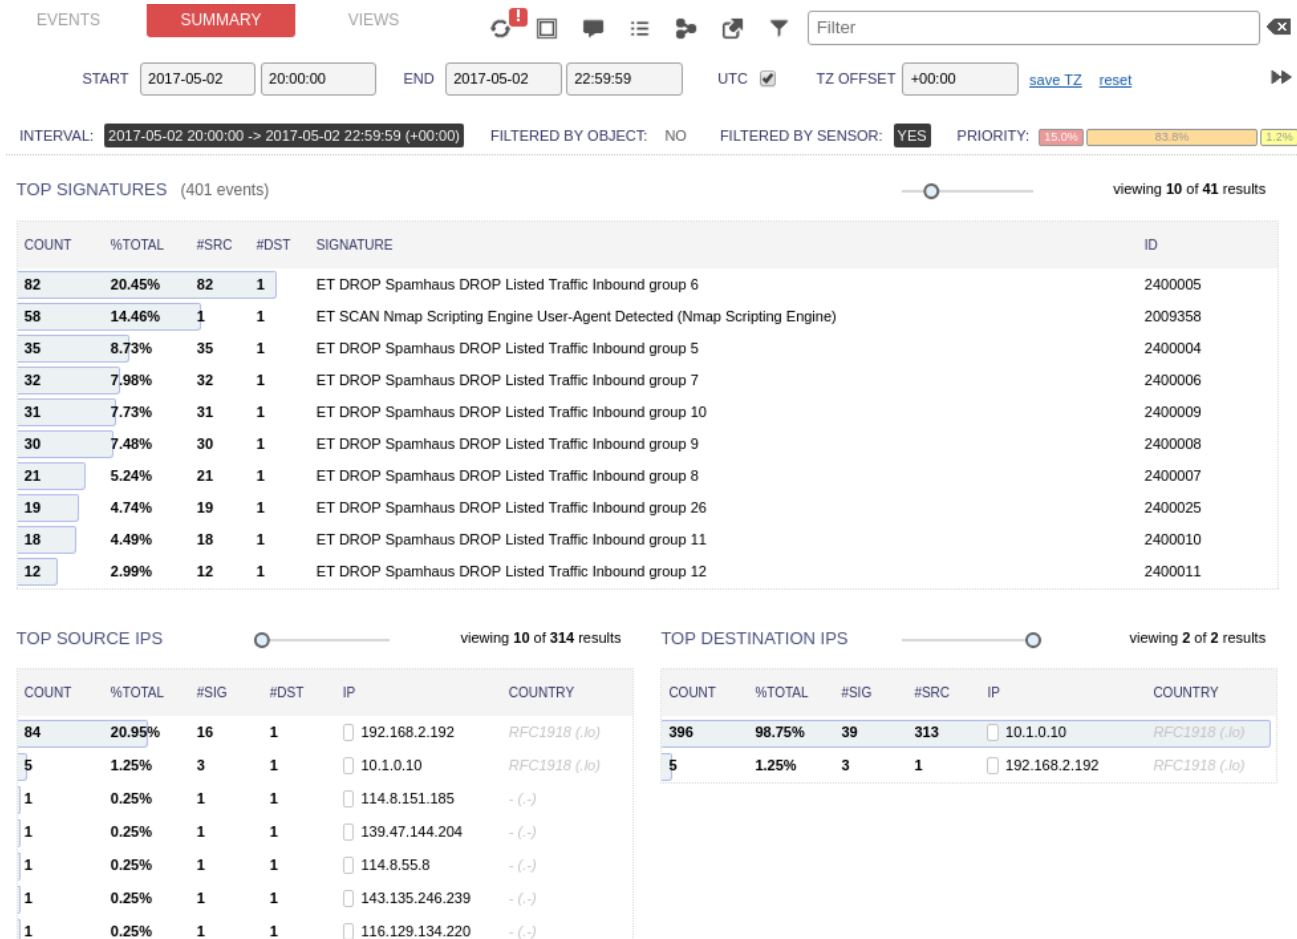 EVENTS SUMMARY VIEWS ! Filter
START 2017-05-02 20:00:00 END 2017-05-02 22:59:59 UTC TZ OFFSET +00:00 save TZ reset
INTERVAL: 2017-05-02 20:00:00 -> 2017-05-02 22:59:59 (+00:00) FILTERED BY OBJECT: NO FILTERED BY SENSOR: YES PRIORITY: 15.0% 83.8% 1.2%
TOP SIGNATURES (401 events) viewing 10 of 41 results
COUNT %TOTAL #SRC #DST SIGNATURE ID
82 20.45% 82 1 ET DROP Spamhaus DROP Listed Traffic Inbound group 6 2400005
58 14.46% 1 1 ET SCAN Nmap Scripting Engine User-Agent Detected (Nmap Scripting Engine) 2009358
35 8.73% 35 1 ET DROP Spamhaus DROP Listed Traffic Inbound group 5 2400004
32 7.98% 32 1 ET DROP Spamhaus DROP Listed Traffic Inbound group 7 2400006
31 7.73% 31 1 ET DROP Spamhaus DROP Listed Traffic Inbound group 10 2400009
30 7.48% 30 1 ET DROP Spamhaus DROP Listed Traffic Inbound group 9 2400008
21 5.24% 21 1 ET DROP Spamhaus DROP Listed Traffic Inbound group 8 2400007
19 4.74% 19 1 ET DROP Spamhaus DROP Listed Traffic Inbound group 26 2400025
18 4.49% 18 1 ET DROP Spamhaus DROP Listed Traffic Inbound group 11 2400010
12 2.99% 12 1 ET DROP Spamhaus DROP Listed Traffic Inbound group 12 2400011
TOP SOURCE IPS viewing 10 of 314 results
COUNT %TOTAL #SIG #DST IP COUNTRY
84 20.95% 16 1 192.168.2.192 RFC1918 (.lo)
5 1.25% 3 1 10.1.0.10 RFC1918 (.lo)
1 0.25% 1 1 114.8.151.185 - (.-)
1 0.25% 1 1 139.47.144.204 - (.-)
1 0.25% 1 1 114.8.55.8 - (.-)
1 0.25% 1 1 143.135.246.239 - (.-)
1 0.25% 1 1 116.129.134.220 - (.-)
TOP DESTINATION IPS viewing 2 of 2 results
COUNT %TOTAL #SIG #SRC IP COUNTRY
396 98.75% 39 313 10.1.0.10 RFC1918 (.lo)
5 1.25% 3 1 192.168.2.192 RFC1918 (.lo)